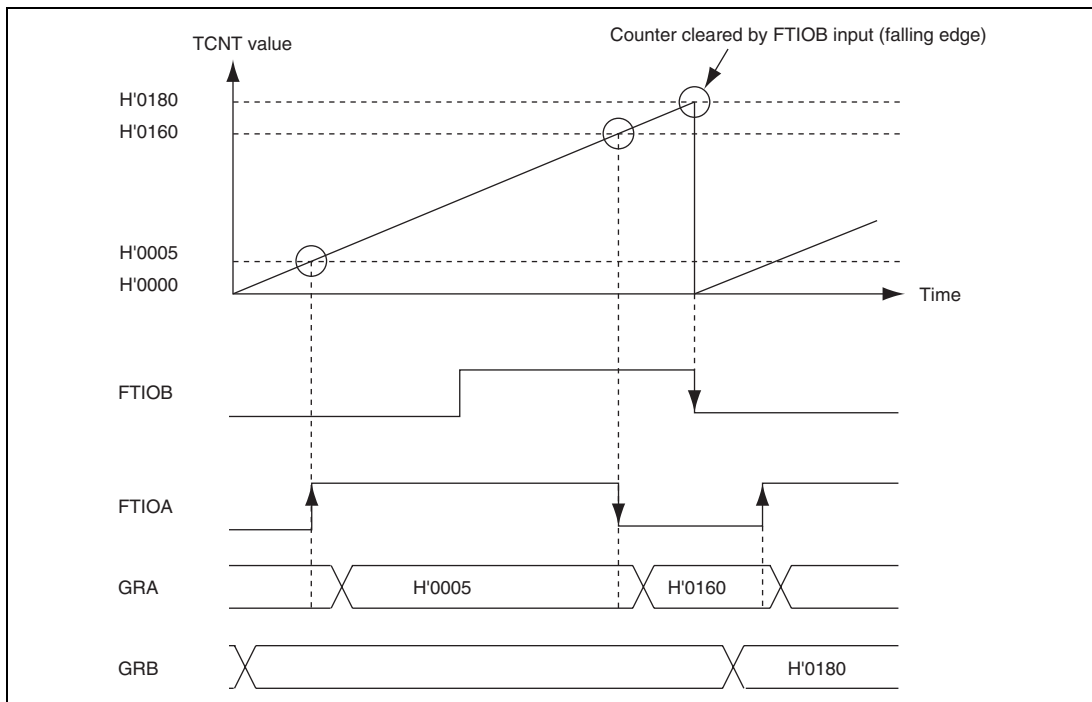 Counter cleared by FTIOB input (falling edge)
TCNT value
H'0180
H'0160
H'0005
H'0000
Time
FTIOB
FTIOA
GRA
H'0005
H'0160
GRB
H'0180